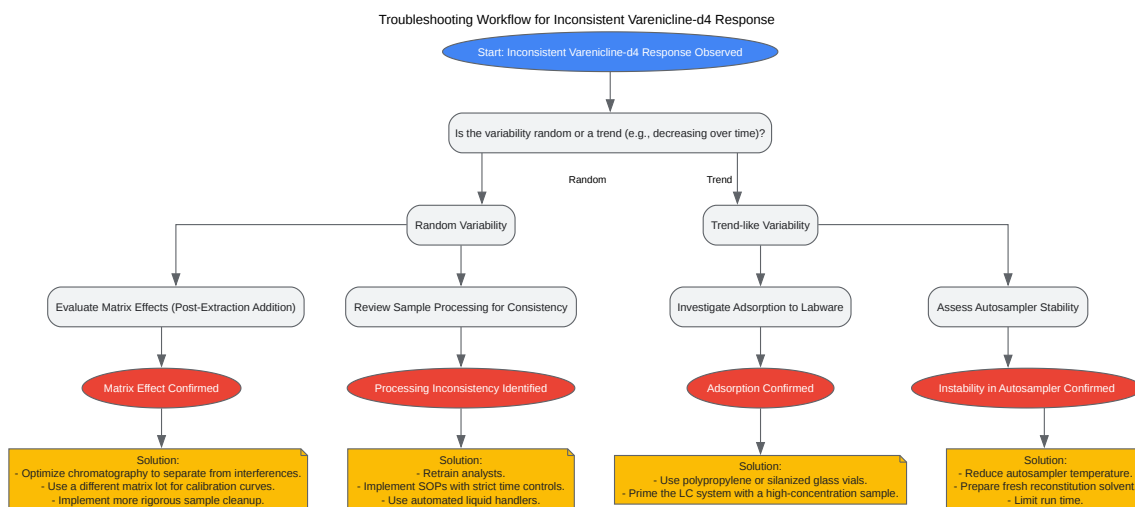 Troubleshooting Workflow for Inconsistent Varenicline-d4 Response
Start: Inconsistent Varenicline-d4 Response Observed
Is the variability random or a trend (e.g., decreasing over time)?
Random
Trend
Random Variability
Trend-like Variability
Evaluate Matrix Effects (Post-Extraction Addition)
Review Sample Processing for Consistency
Investigate Adsorption to Labware
Assess Autosampler Stability
Matrix Effect Confirmed
Processing Inconsistency Identified
Adsorption Confirmed
Instability in Autosampler Confirmed
Solution:
- Optimize chromatography to separate from interferences.
- Use a different matrix lot for calibration curves.
- Implement more rigorous sample cleanup.
Solution:
- Retrain analysts.
- Implement SOPs with strict time controls.
- Use automated liquid handlers.
Solution:
- Use polypropylene or silanized glass vials.
- Prime the LC system with a high-concentration sample.
Solution:
- Reduce autosampler temperature.
- Prepare fresh reconstitution solvent.
- Limit run time.